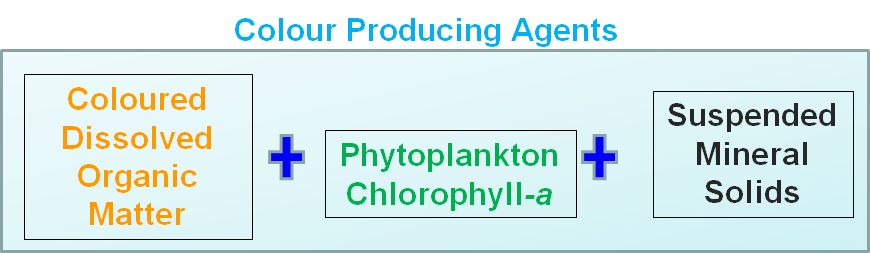 Colour Producing Agents
Coloured
Dissolved
Organic
Matter
+
Phytoplankton
Chlorophyll-a
+
Suspended
Mineral
Solids